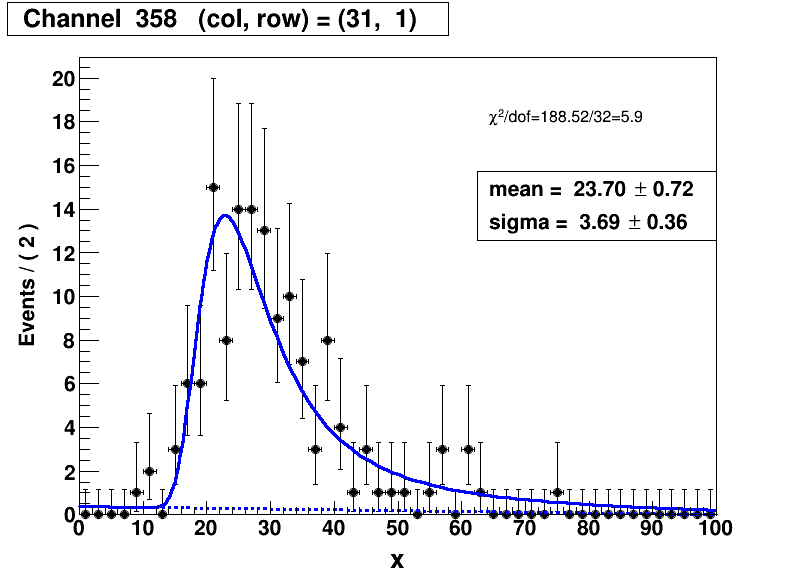 Channel 358 (col, row) = (31, 1)
χ²/dof=188.52/32=5.9
mean = 23.70 ± 0.72
sigma = 3.69 ± 0.36
Events / ( 2 )
20
18
16
14
12
10
8
6
4
2
0
0 10 20 30 40 50 60 70 80 90 100
x